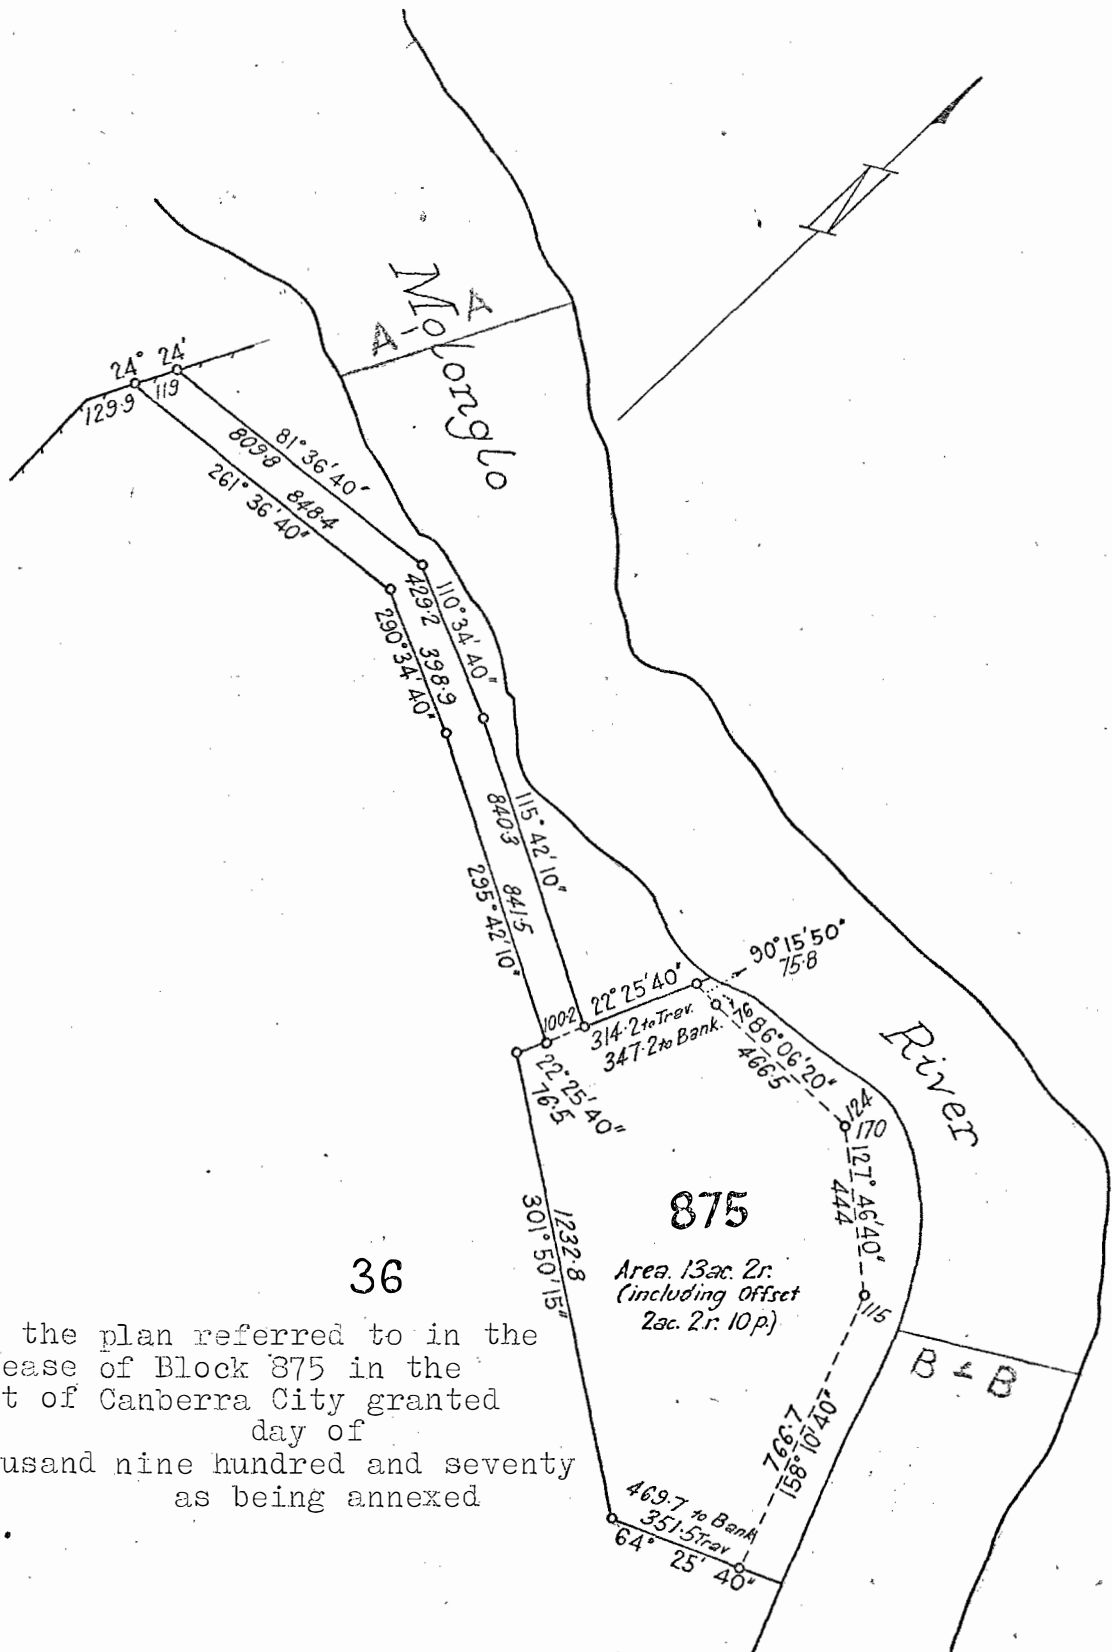 N
Molonglo
A A
24° 24'
129.9
119
81°36'40"
809.8
848.4
261°36'40"
110°34'40"
429.2
398.9
290°34'40"
115°42'10"
840.3
841.5
295°42'10"
90°15'50"
75.8
22°25'40"
100.2
314.2 to Trav.
347.2 to Bank.
76
86°06'20"
466.5
22°25'40"
76.5
River
124
170
127°46'40"
444
875
1232.8
301°50'15"
36
Area. 13ac. 2r.
(including Offset
2ac. 2r. 10p.)
115
the plan referred to in the
ease of Block 875 in the
t of Canberra City granted
day of
usand nine hundred and seventy
as being annexed
B B
766.7
158°10'40"
469.7 to Bank
351.5 Trav
64° 25' 40"